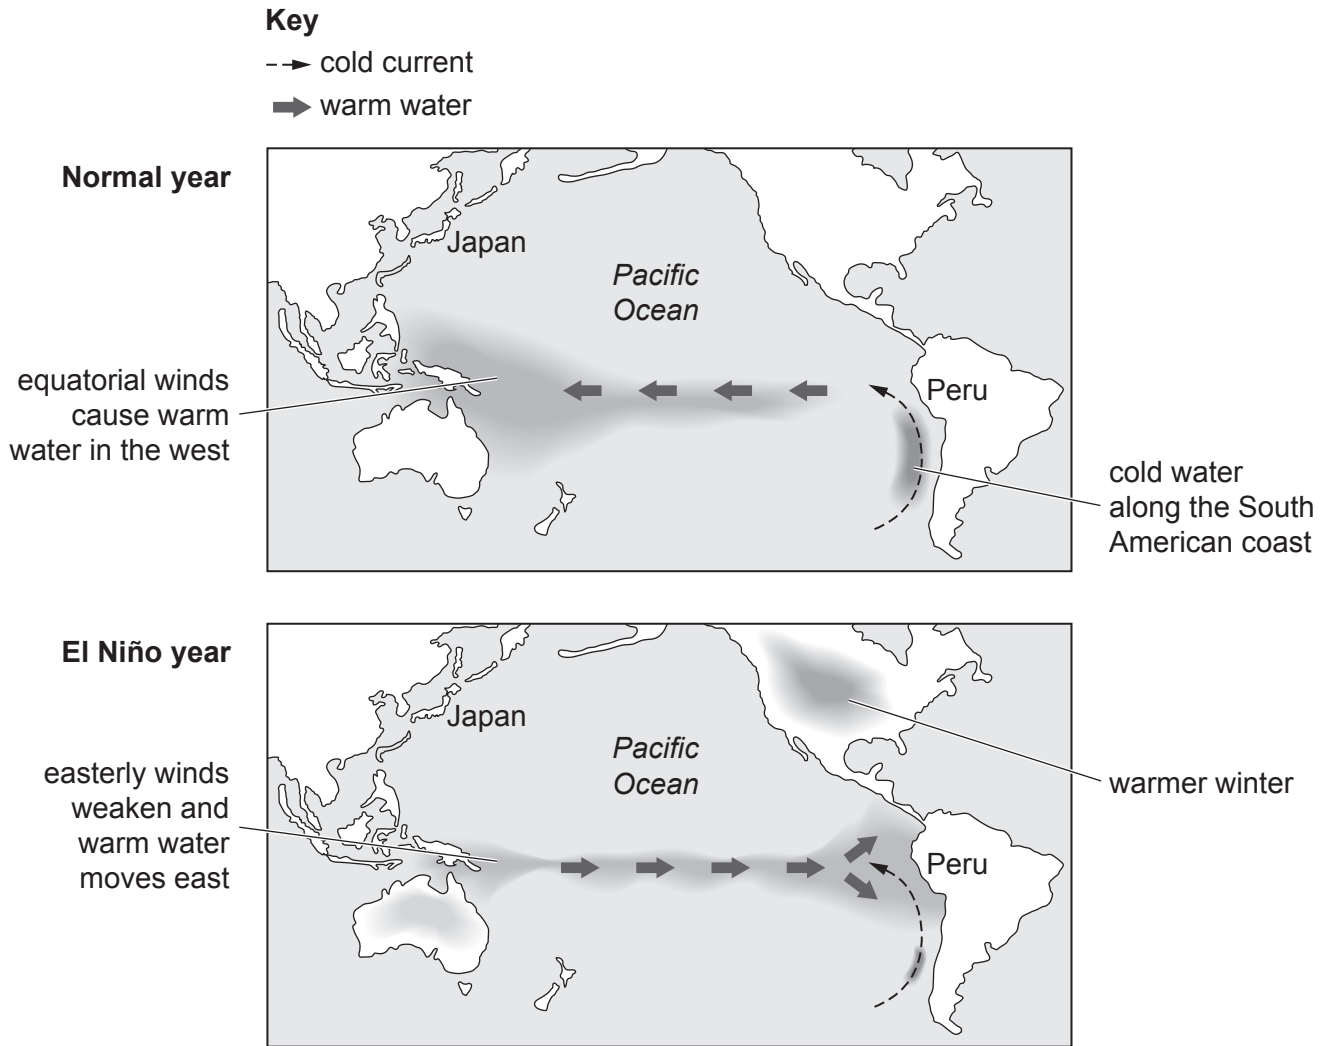 Key
cold current
warm water
Normal year
Japan
Pacific
Ocean
equatorial winds
cause warm
water in the west
Peru
cold water
along the South
American coast
El Niño year
Japan
Pacific
Ocean
easterly winds
weaken and
warm water
moves east
warmer winter
Peru